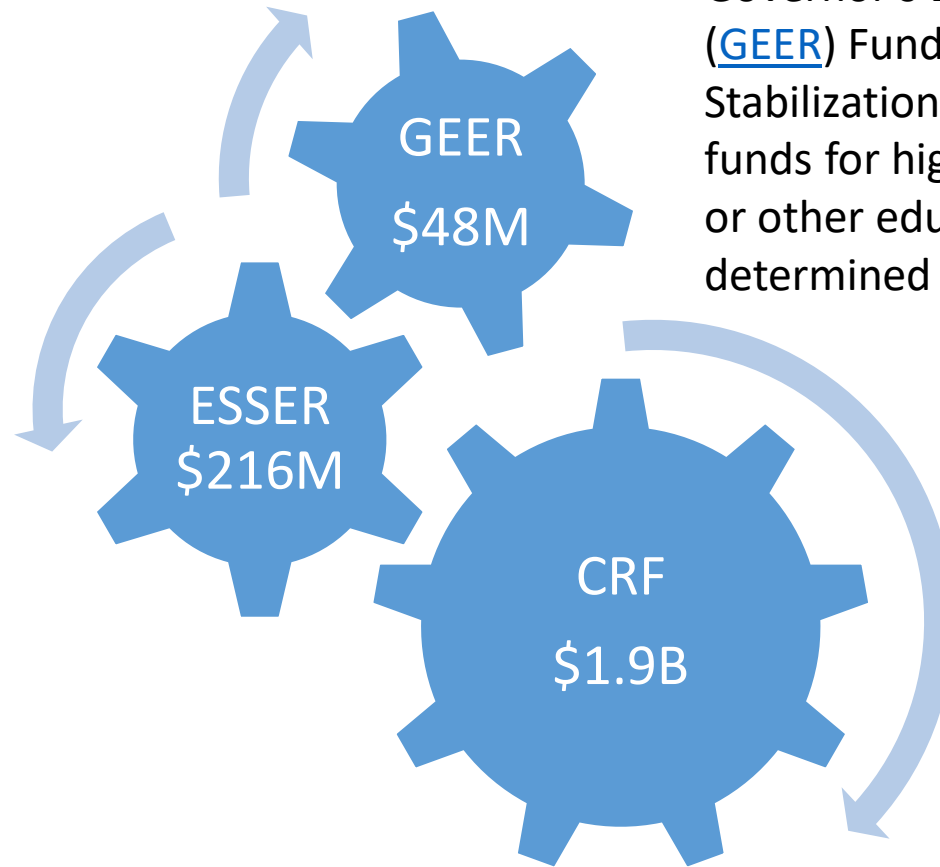 GEER
$48M
(GEER) Fund
Stabilization
funds for
or other
determined
ESSER
$216M
CRF
$1.9B